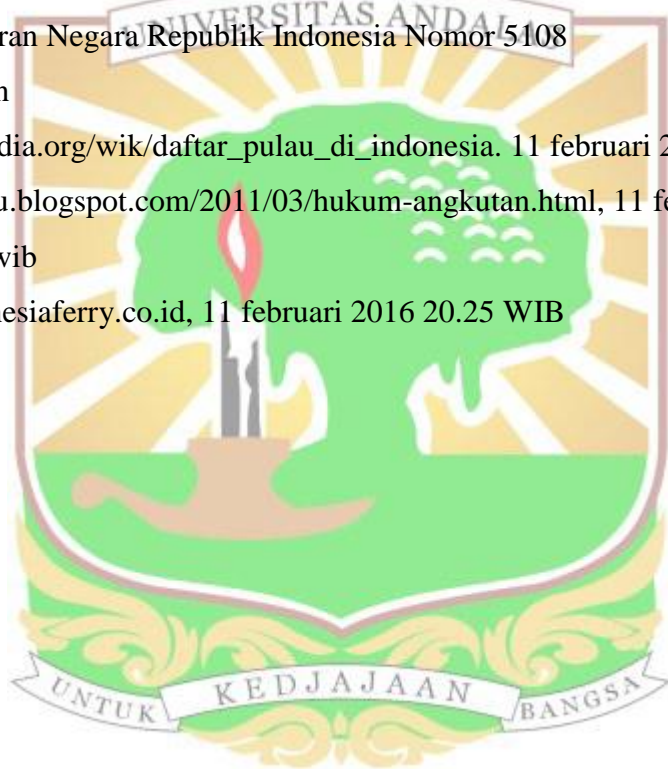 UNIVERSITAS ANDALAS
ran Negara Republik Indonesia Nomor 5108
n
dia.org/wik/daftar_pulau_di_indonesia. 11 februari 2
u.blogspot.com/2011/03/hukum-angkutan.html, 11 fe
wib
nesiaferry.co.id, 11 februari 2016 20.25 WIB
UNTUK KEDJAJAAN BANGSA